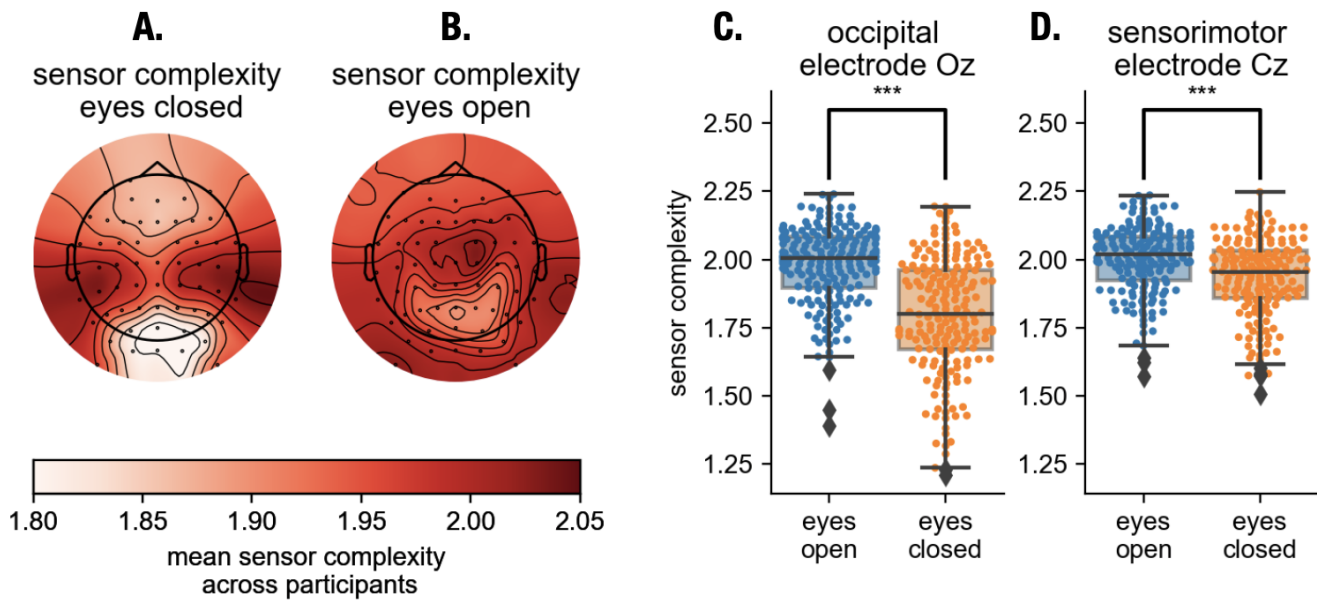 A.
sensor complexity
eyes closed
B.
sensor complexity
eyes open
1.80 1.85 1.90 1.95 2.00 2.05
mean sensor complexity
across participants
C.
occipital
electrode Oz
***
sensor complexity
2.50
2.25
2.00
1.75
1.50
1.25
eyes
open
eyes
closed
D.
sensorimotor
electrode Cz
***
2.50
2.25
2.00
1.75
1.50
1.25
eyes
open
eyes
closed